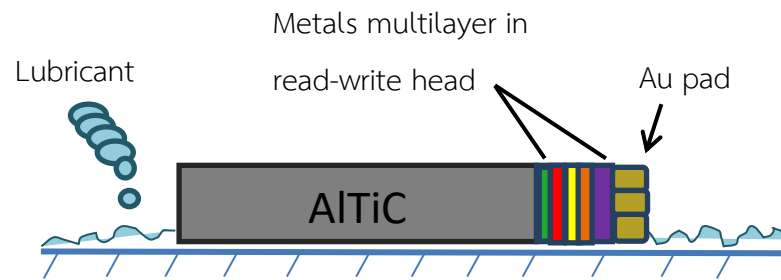 Metals multilayer in
read-write head
Lubricant
Au pad
AlTiC